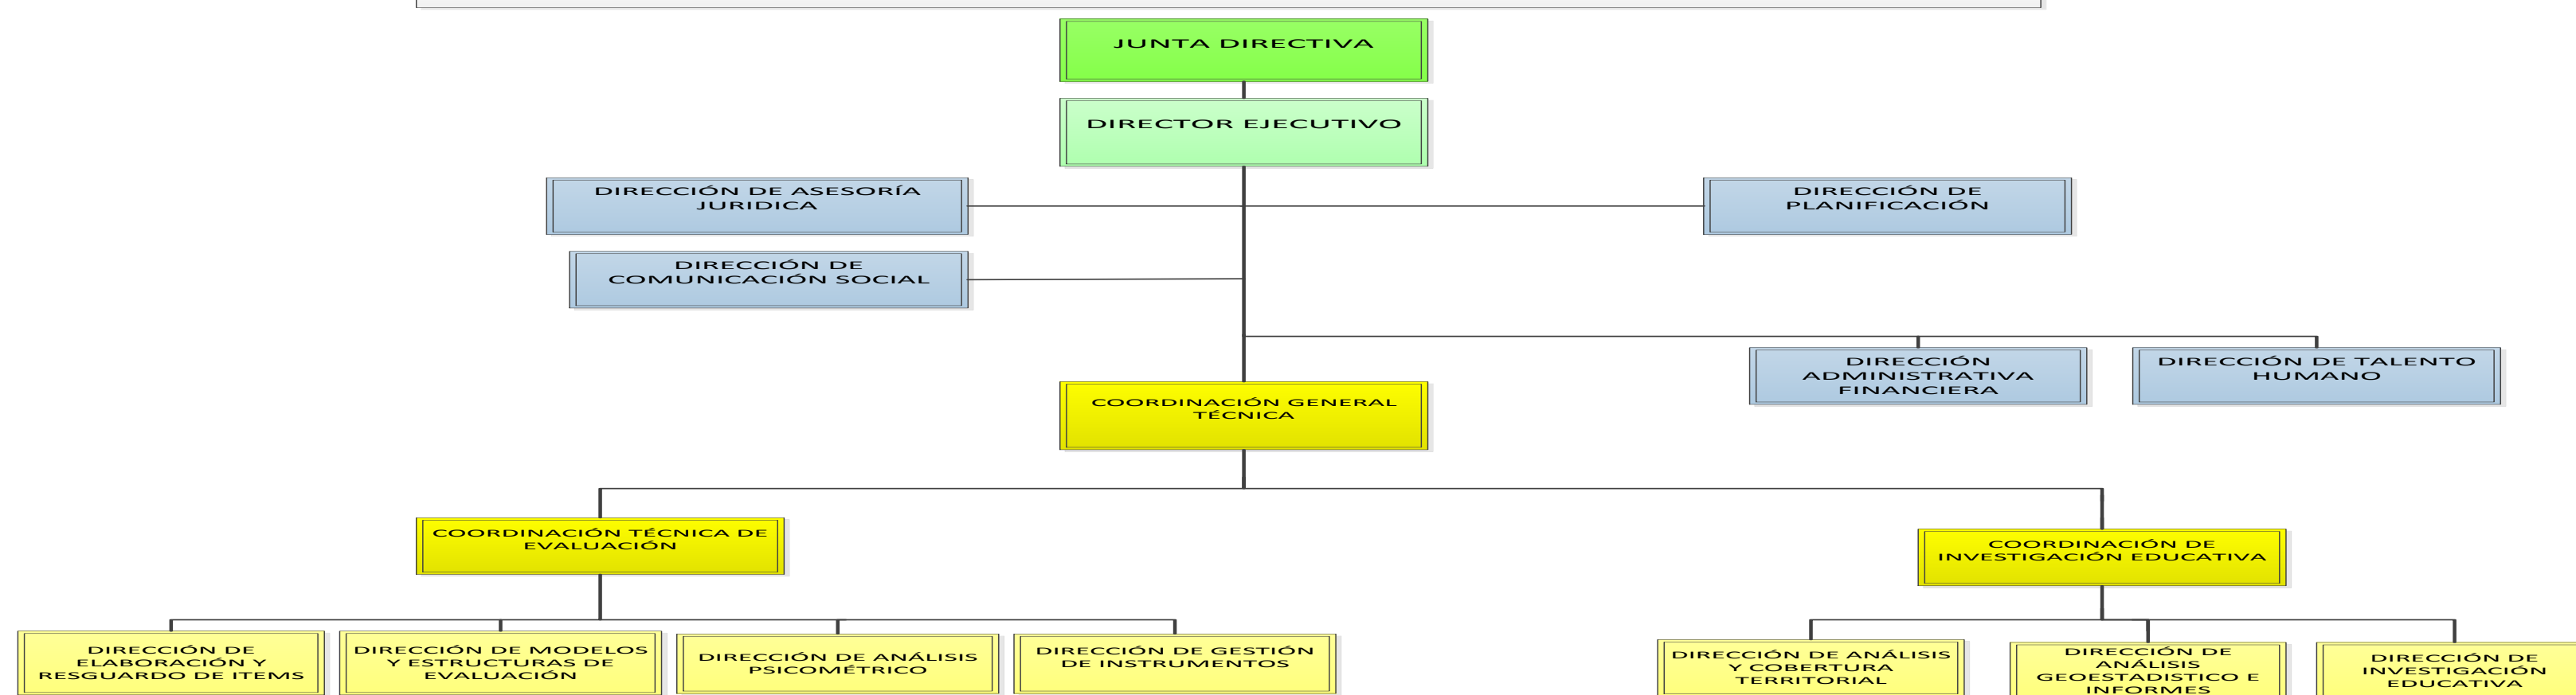 JUNTA DIRECTIVA
DIRECTOR EJECUTIVO
DIRECCIÓN DE ASESORÍA
JURIDICA
DIRECCIÓN DE
PLANIFICACIÓN
DIRECCIÓN DE
COMUNICACIÓN SOCIAL
DIRECCIÓN
ADMINISTRATIVA
FINANCIERA
DIRECCIÓN DE TALENTO
HUMANO
COORDINACIÓN GENERAL
TÉCNICA
COORDINACIÓN TÉCNICA DE
EVALUACIÓN
COORDINACIÓN DE
INVESTIGACIÓN EDUCATIVA
DIRECCIÓN DE
ELABORACIÓN Y
RESGUARDO DE ITEMS
DIRECCIÓN DE MODELOS
Y ESTRUCTURAS DE
EVALUACIÓN
DIRECCIÓN DE ANÁLISIS
PSICOMÉTRICO
DIRECCIÓN DE GESTIÓN
DE INSTRUMENTOS
DIRECCIÓN DE ANÁLISIS
Y COBERTURA
TERRITORIAL
DIRECCIÓN DE
ANÁLISIS
GEOESTADISTICO E
INFORMES
DIRECCIÓN DE
INVESTIGACIÓN
EDUCATIVA